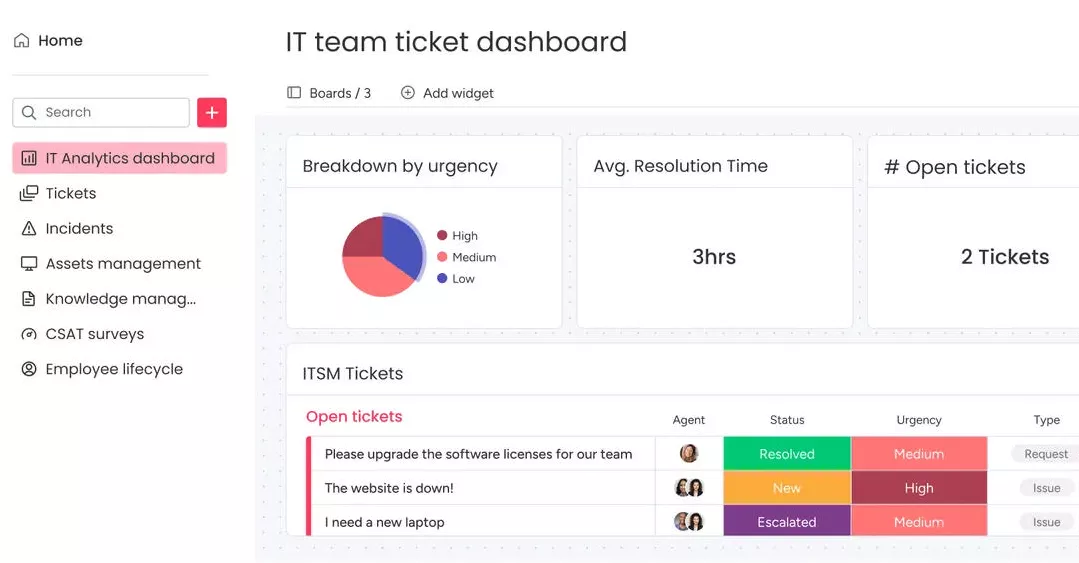 Home
Search
+
IT Analytics dashboard
Tickets
Incidents
Assets management
Knowledge manag...
CSAT surveys
Employee lifecycle
IT team ticket dashboard
Boards / 3
Add widget
Breakdown by urgency
High
Medium
Low
Avg. Resolution Time
3hrs
# Open tickets
2 Tickets
ITSM Tickets
Open tickets Agent Status Urgency Type
Please upgrade the software licenses for our team Resolved Medium Request
The website is down! New High Issue
I need a new laptop Escalated Medium Issue